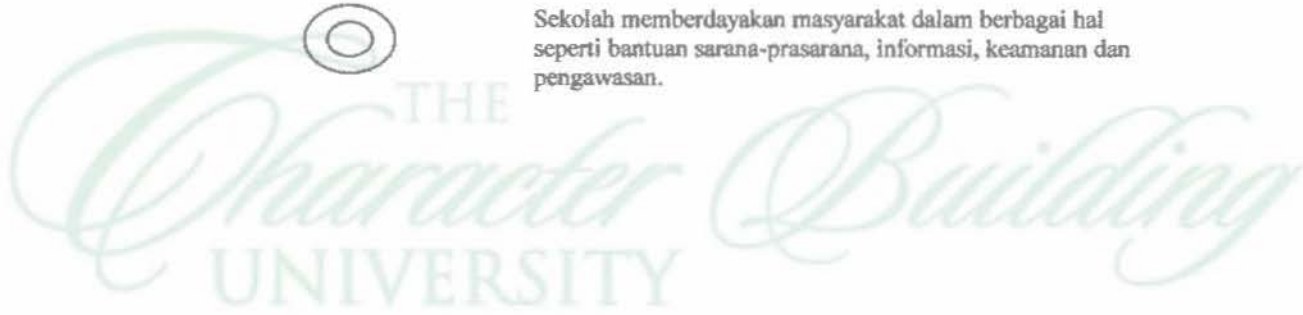 Sekolah memberdayakan masyarakat dalam berbagai hal
seperti bantuan sarana-prasarana, informasi, keamanan dan
pengawasan.
THE
Character Building
UNIVERSITY